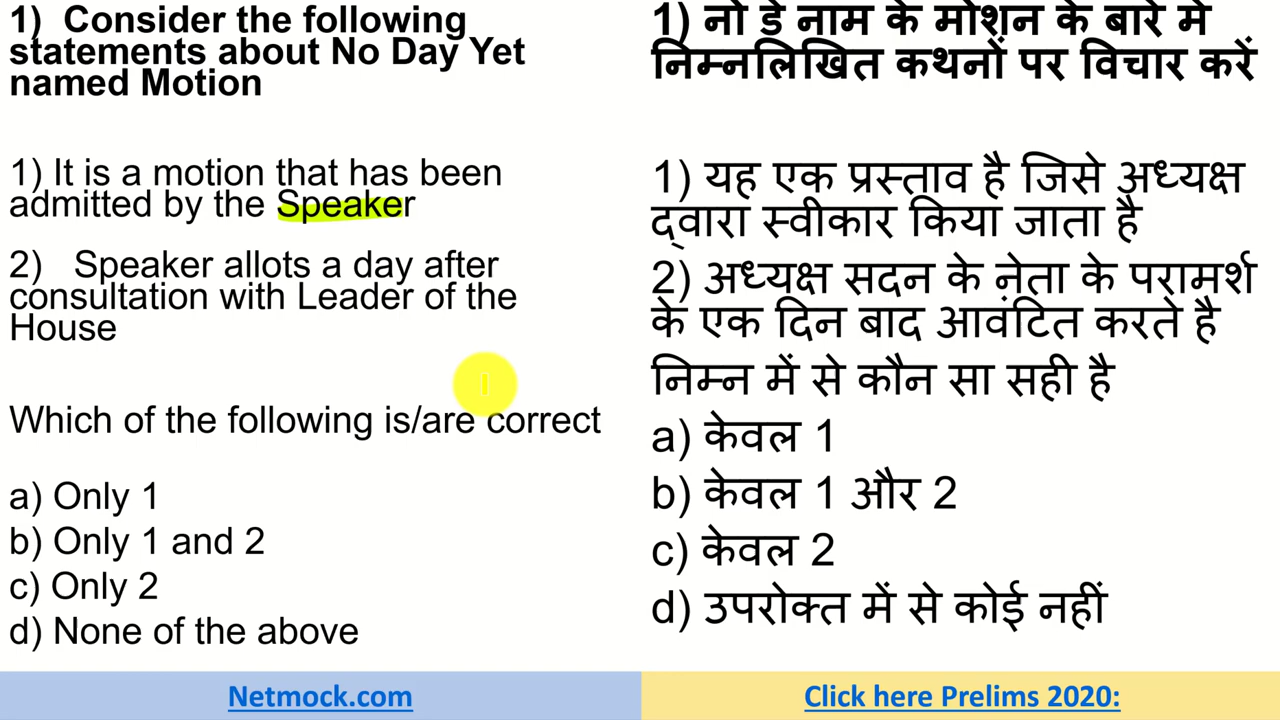 1) Consider the following
statements about No Day Yet
named Motion
1) It is a motion that has been
admitted by the Speaker
2) Speaker allots a day after
consultation with Leader of the
House
Which of the following is/are correct
a) Only 1
b) Only 1 and 2
c) Only 2
d) None of the above
1) नो डे नाम के मोशन के बारे में
निम्नलिखित कथनों पर विचार करें
1) यह एक प्रस्ताव है जिसे अध्यक्ष
द्वारा स्वीकार किया जाता है
2) अध्यक्ष सदन के नेता के परामर्श
के एक दिन बाद आवंटित करते है
निम्न में से कौन सा सही है
a) केवल 1
b) केवल 1 और 2
c) केवल 2
d) उपरोक्त में से कोई नहीं
Netmock.com
Click here Prelims 2020: